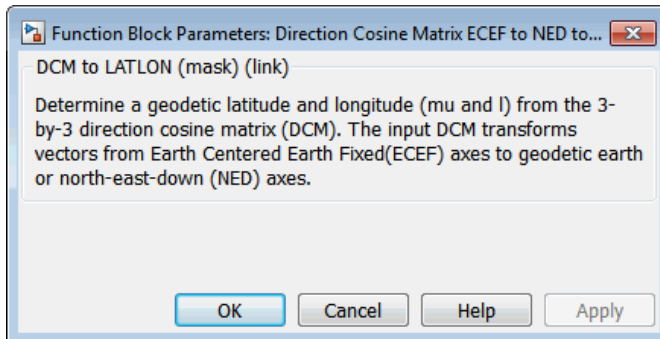 Function Block Parameters: Direction Cosine Matrix ECEF to NED to...
DCM to LATLON (mask) (link)
Determine a geodetic latitude and longitude (mu and l) from the 3-
by-3 direction cosine matrix (DCM). The input DCM transforms
vectors from Earth Centered Earth Fixed(ECEF) axes to geodetic earth
or north-east-down (NED) axes.
OK Cancel Help Apply